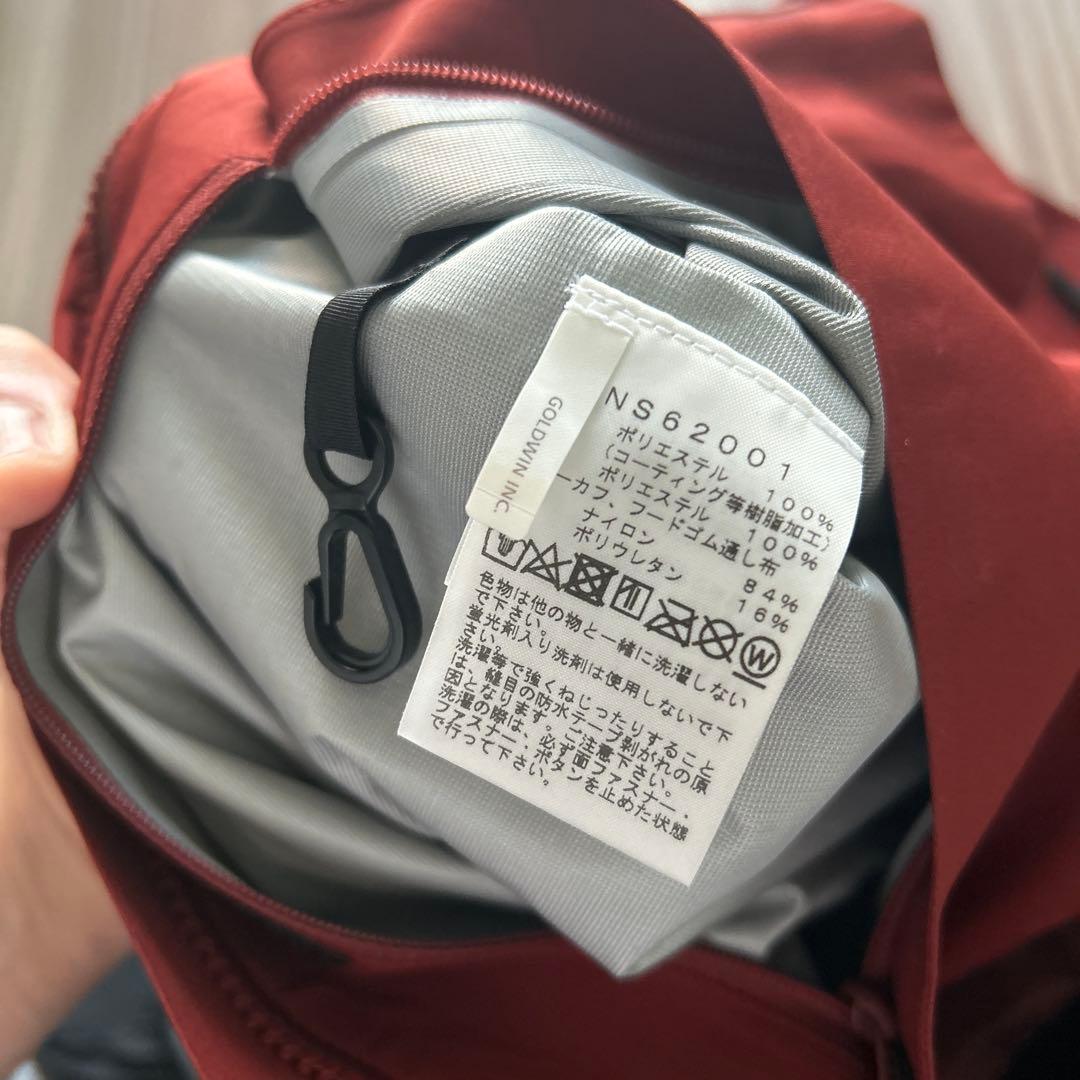 GOLDWIN INC.
NS62001
ポリエステル 100%
(コーティング等樹脂加工)
ポリエステル 100%
ーカフ、フードゴム通し布
ナイロン 84%
ポリウレタン 16%
W
色物は他の物と一緒に洗濯しない
で下さい。
蛍光剤入り洗剤は使用しないで下
さい。
洗濯等で強くねじったりすること
は、縫目の防水テープ剥がれの原
因となります。ご注意下さい。
洗濯の際は、必ず面ファスナー、
ファスナー、ボタンを止めた状態
で行って下さい。